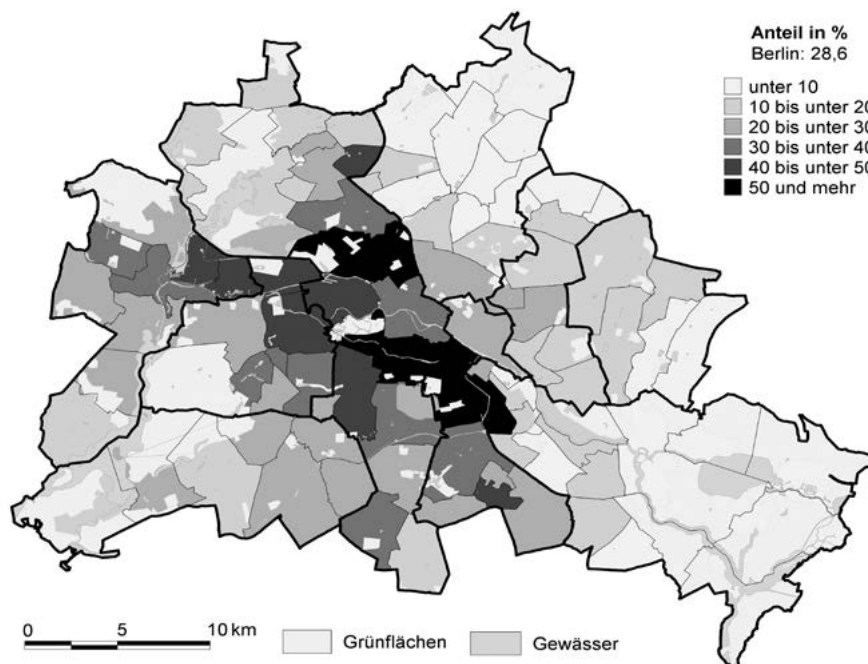 Anteil in %
Berlin: 28,6
unter 10
10 bis unter 20
20 bis unter 30
30 bis unter 40
40 bis unter 50
50 und mehr
0 5 10 km
Grünflächen
Gewässer